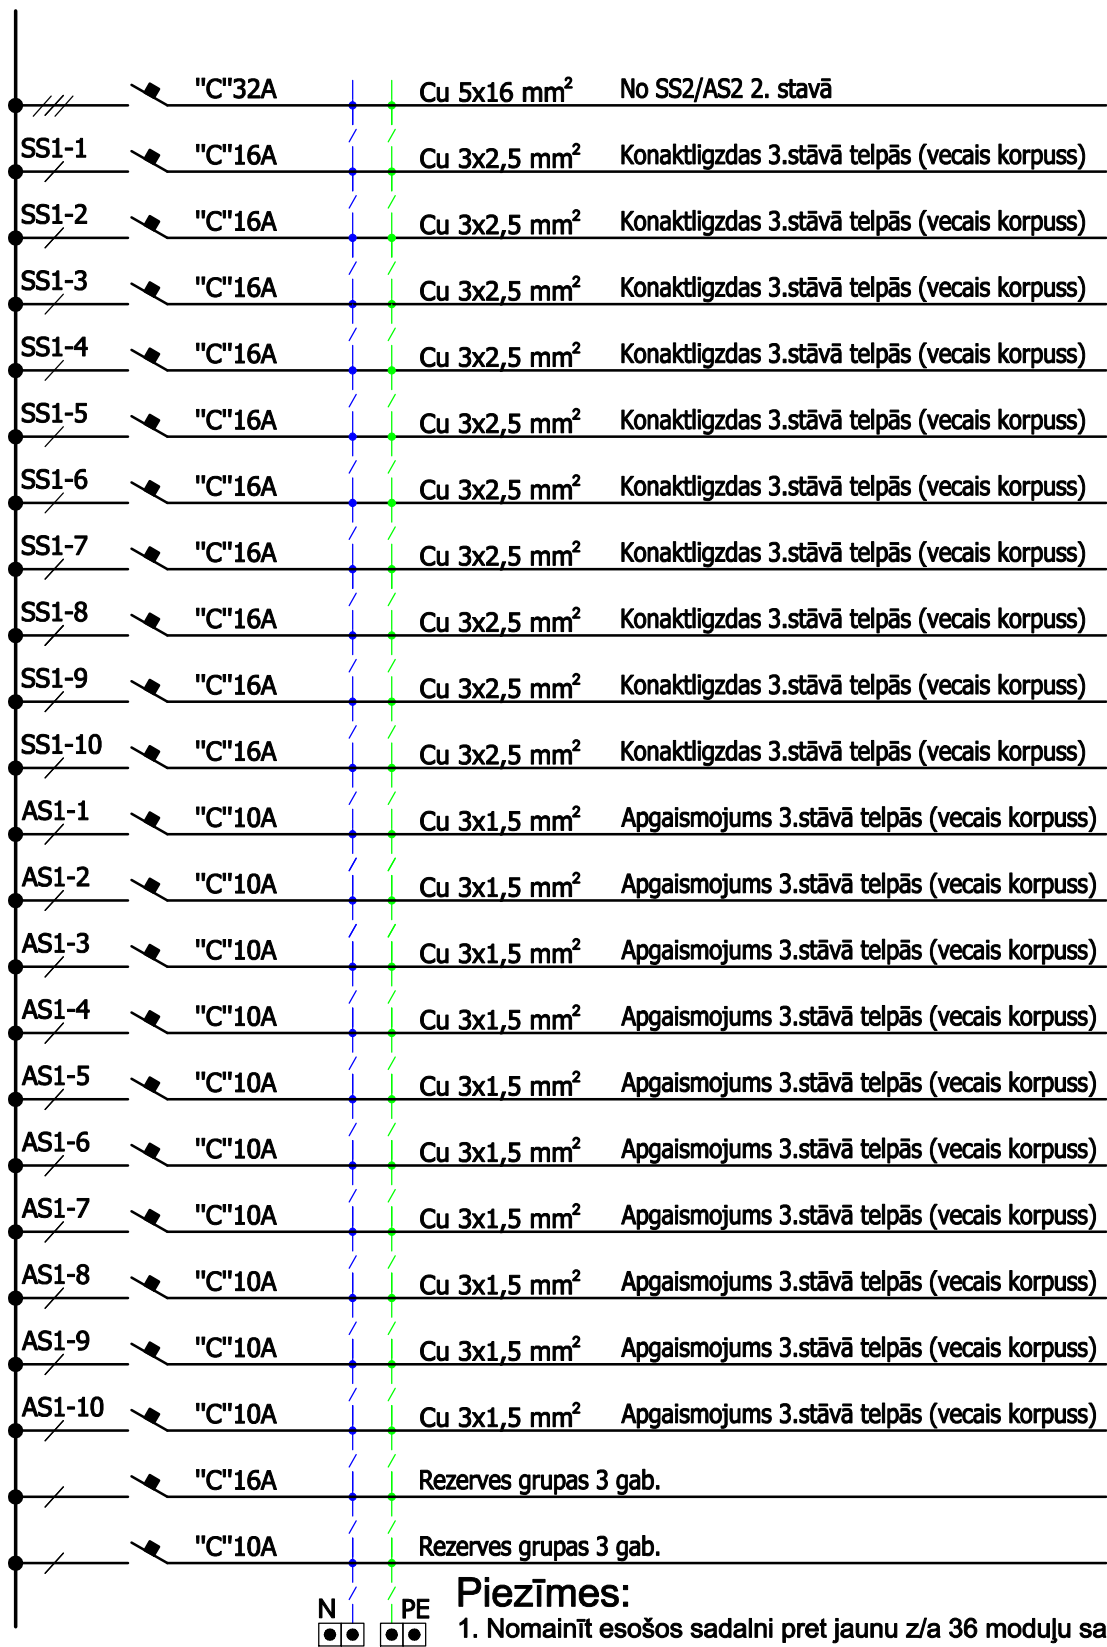 "C"32A Cu 5x16 mm² No SS2/AS2 2. stavā
SS1-1 "C"16A Cu 3x2,5 mm² Konaktligzdas 3.stāvā telpās (vecais korpuss)
SS1-2 "C"16A Cu 3x2,5 mm² Konaktligzdas 3.stāvā telpās (vecais korpuss)
SS1-3 "C"16A Cu 3x2,5 mm² Konaktligzdas 3.stāvā telpās (vecais korpuss)
SS1-4 "C"16A Cu 3x2,5 mm² Konaktligzdas 3.stāvā telpās (vecais korpuss)
SS1-5 "C"16A Cu 3x2,5 mm² Konaktligzdas 3.stāvā telpās (vecais korpuss)
SS1-6 "C"16A Cu 3x2,5 mm² Konaktligzdas 3.stāvā telpās (vecais korpuss)
SS1-7 "C"16A Cu 3x2,5 mm² Konaktligzdas 3.stāvā telpās (vecais korpuss)
SS1-8 "C"16A Cu 3x2,5 mm² Konaktligzdas 3.stāvā telpās (vecais korpuss)
SS1-9 "C"16A Cu 3x2,5 mm² Konaktligzdas 3.stāvā telpās (vecais korpuss)
SS1-10 "C"16A Cu 3x2,5 mm² Konaktligzdas 3.stāvā telpās (vecais korpuss)
AS1-1 "C"10A Cu 3x1,5 mm² Apgaismojums 3.stāvā telpās (vecais korpuss)
AS1-2 "C"10A Cu 3x1,5 mm² Apgaismojums 3.stāvā telpās (vecais korpuss)
AS1-3 "C"10A Cu 3x1,5 mm² Apgaismojums 3.stāvā telpās (vecais korpuss)
AS1-4 "C"10A Cu 3x1,5 mm² Apgaismojums 3.stāvā telpās (vecais korpuss)
AS1-5 "C"10A Cu 3x1,5 mm² Apgaismojums 3.stāvā telpās (vecais korpuss)
AS1-6 "C"10A Cu 3x1,5 mm² Apgaismojums 3.stāvā telpās (vecais korpuss)
AS1-7 "C"10A Cu 3x1,5 mm² Apgaismojums 3.stāvā telpās (vecais korpuss)
AS1-8 "C"10A Cu 3x1,5 mm² Apgaismojums 3.stāvā telpās (vecais korpuss)
AS1-9 "C"10A Cu 3x1,5 mm² Apgaismojums 3.stāvā telpās (vecais korpuss)
AS1-10 "C"10A Cu 3x1,5 mm² Apgaismojums 3.stāvā telpās (vecais korpuss)
"C"16A Rezerves grupas 3 gab.
"C"10A Rezerves grupas 3 gab.
N PE
Piezīmes:
1. Nomainīt esošos sadalni pret jaunu z/a 36 moduļu sa